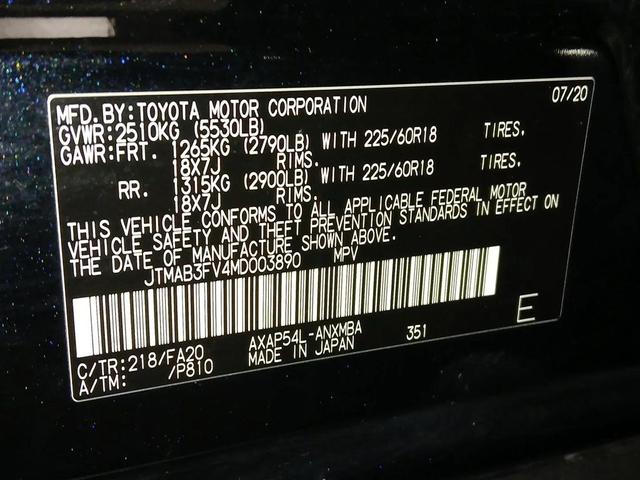 07/20
MFD.BY:TOYOTA MOTOR CORPORATION
GVWR:2510KG (5530LB)
GAWR:FRT. 1265KG (2790LB) WITH 225/60R18 TIRES,
18X7J RIMS.
RR. 1315KG (2900LB) WITH 225/60R18 TIRES,
18X7J RIMS.
THIS VEHICLE CONFORMS TO ALL APPLICABLE FEDERAL MOTOR
VEHICLE SAFETY AND THEFT PREVENTION STANDARDS IN EFFECT ON
THE DATE OF MANUFACTURE SHOWN ABOVE.
JTMAB3FV4MD003890 MPV
E
C/TR:218/FA20 AXAP54L-ANXMBA 351
A/TM: /P810 MADE IN JAPAN